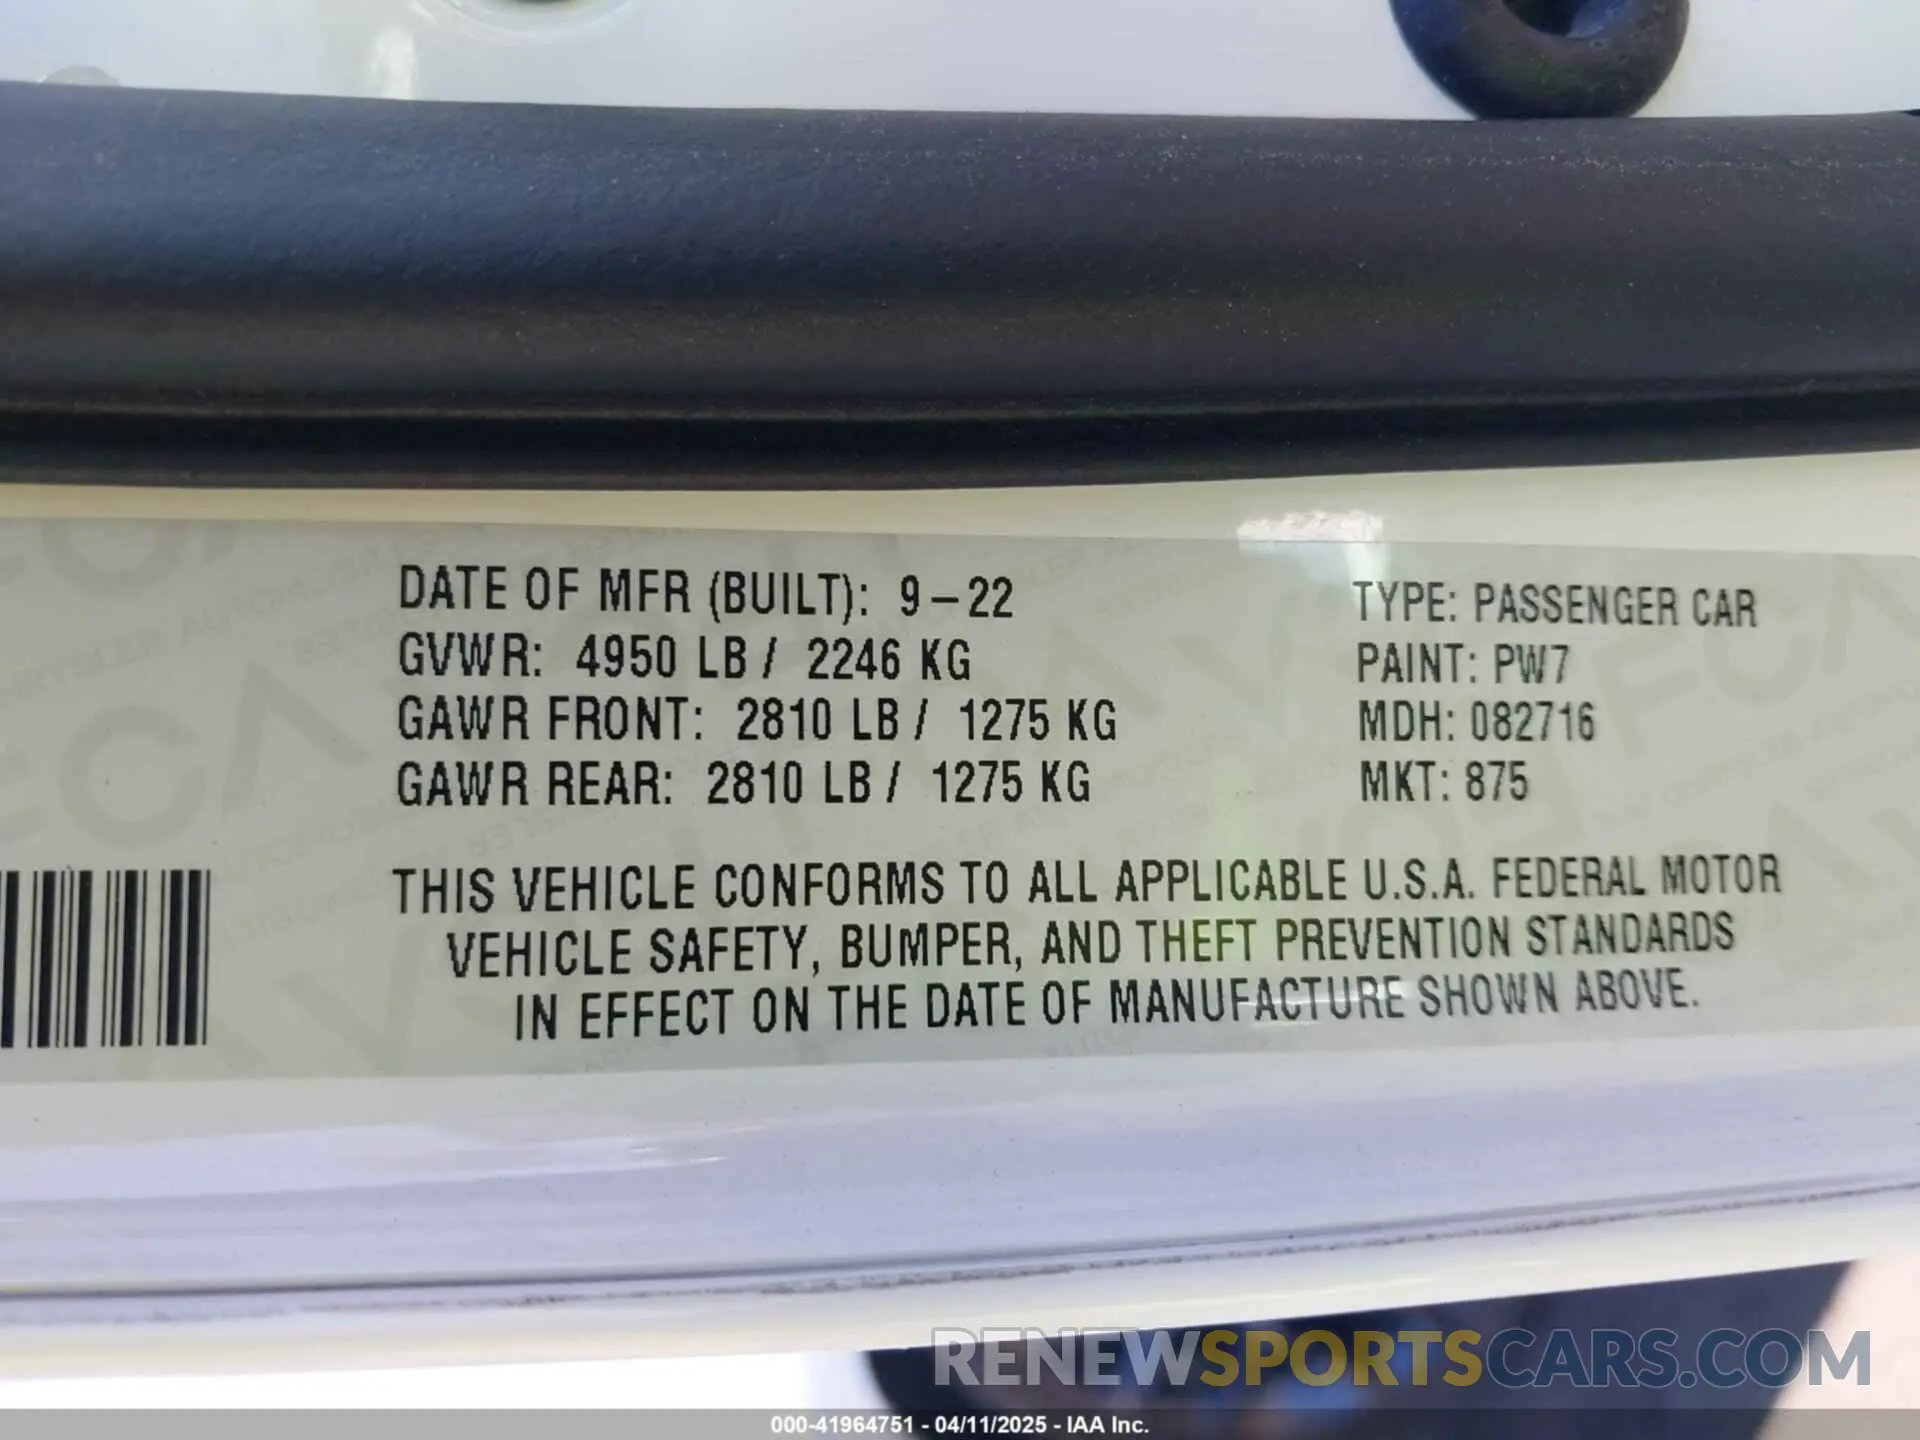 DATE OF MFR (BUILT): 9-22
GVWR: 4950 LB / 2246 KG
GAWR FRONT: 2810 LB / 1275 KG
GAWR REAR: 2810 LB / 1275 KG
TYPE: PASSENGER CAR
PAINT: PW7
MDH: 082716
MKT: 875
THIS VEHICLE CONFORMS TO ALL APPLICABLE U.S.A. FEDERAL MOTOR
VEHICLE SAFETY, BUMPER, AND THEFT PREVENTION STANDARDS
IN EFFECT ON THE DATE OF MANUFACTURE SHOWN ABOVE.
RENEWSPORTSCARS.COM
000-41964751 - 04/11/2025 - IAA Inc.